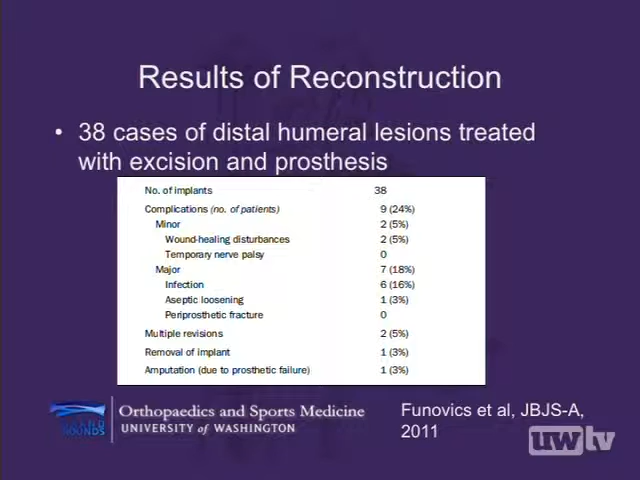 Results of Reconstruction
• 38 cases of distal humeral lesions treated
with excision and prosthesis
No. of implants 38
Complications (no. of patients) 9 (24%)
Minor 2 (5%)
Wound-healing disturbances 2 (5%)
Temporary nerve palsy 0
Major 7 (18%)
Infection 6 (16%)
Aseptic loosening 1 (3%)
Periprosthetic fracture 0
Multiple revisions 2 (5%)
Removal of implant 1 (3%)
Amputation (due to prosthetic failure) 1 (3%)
GRAND
ROUNDS
Orthopaedics and Sports Medicine
UNIVERSITY of WASHINGTON
Funovics et al, JBJS-A,
2011
uwtv